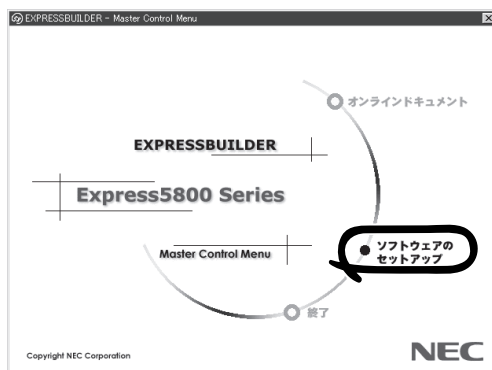 EXPRESSBUILDER - Master Control Menu
オンラインドキュメント
EXPRESSBUILDER
Express5800 Series
ソフトウェアの
セットアップ
Master Control Menu
終了
Copyright NEC Corporation
NEC